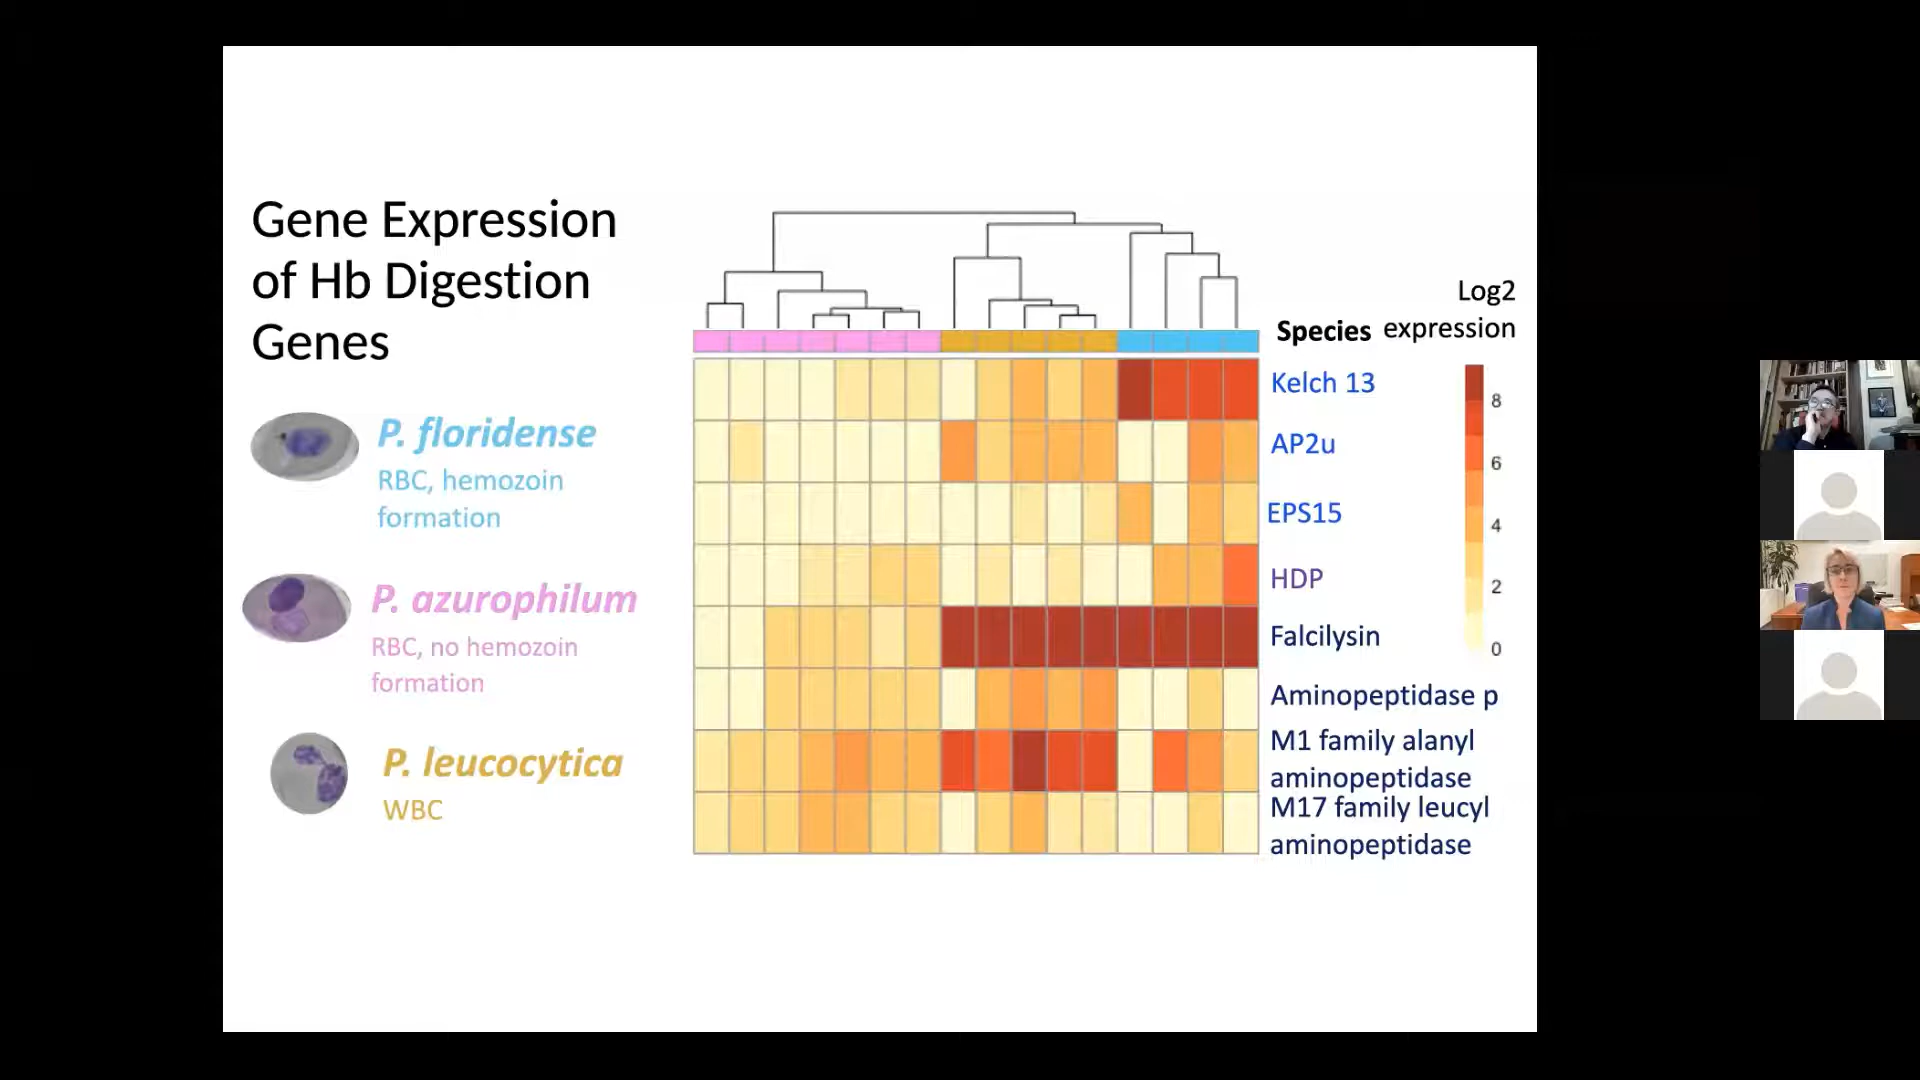 Gene Expression
of Hb Digestion
Genes
P. floridense
RBC, hemozoin
formation
P. azurophilum
RBC, no hemozoin
formation
P. leucocytica
WBC
Species
Log2
expression
Kelch 13
AP2u
EPS15
HDP
Falcilysin
Aminopeptidase p
M1 family alanyl
aminopeptidase
M17 family leucyl
aminopeptidase
8
6
4
2
0